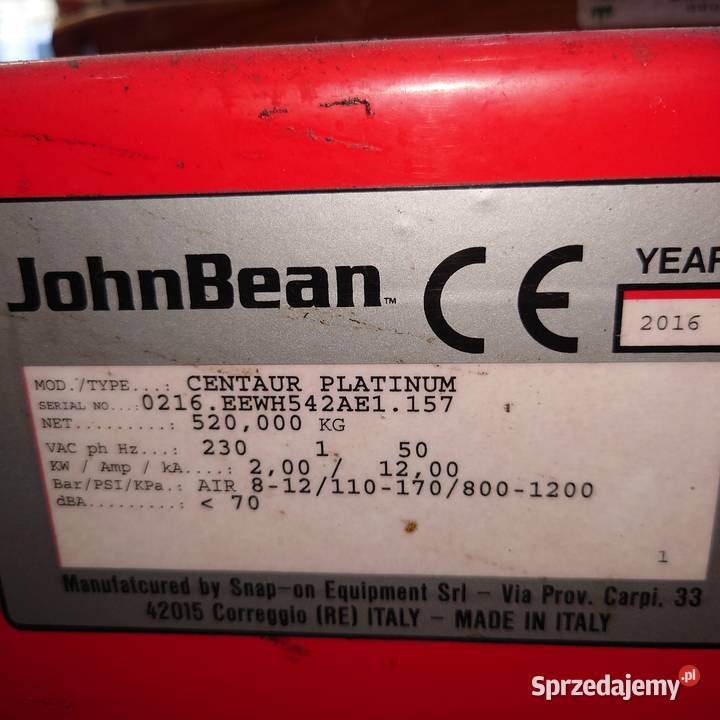 JohnBean™ CE YEAR
2016
MOD./TYPE...: CENTAUR PLATINUM
SERIAL NO...:0216.EEWH542AE1.157
NET.........: 520,000 KG
VAC ph Hz...: 230 1 50
KW / Amp / kA....: 2,00 / 12,00
Bar/PSI/KPa.: AIR 8-12/110-170/800-1200
dBA.........: < 70
1
Manufatcured by Snap-on Equipment Srl - Via Prov. Carpi. 33
42015 Correggio (RE) ITALY - MADE IN ITALY
Sprzedajemy.pl